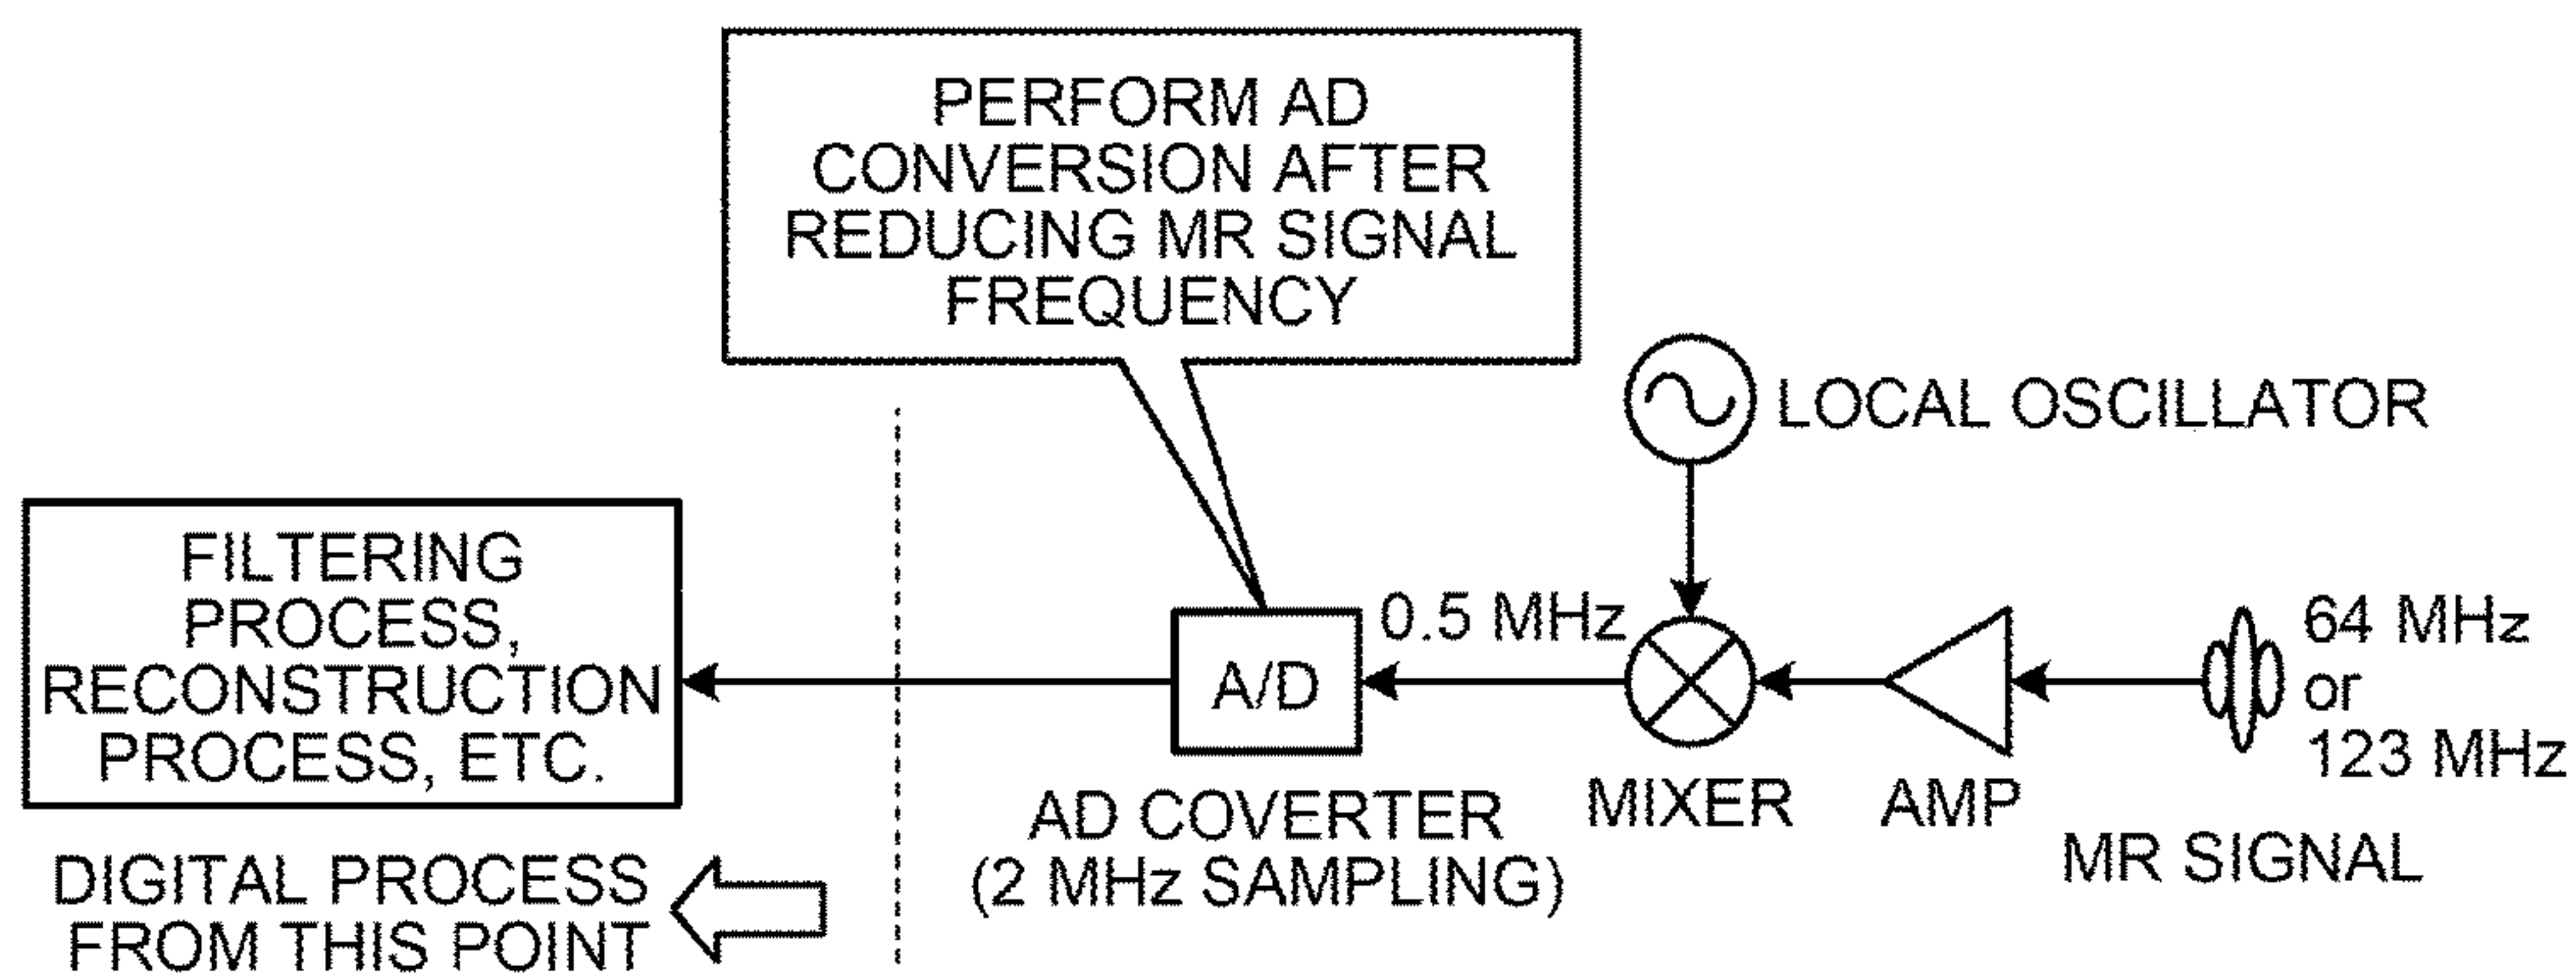 PERFORM AD
CONVERSION AFTER
REDUCING MR SIGNAL
FREQUENCY
LOCAL OSCILLATOR
FILTERING
PROCESS,
RECONSTRUCTION
PROCESS, ETC.
A/D
0.5 MHz
64 MHz
or
123 MHz
AD COVERTER
(2 MHz SAMPLING)
MIXER
AMP
MR SIGNAL
DIGITAL PROCESS
FROM THIS POINT